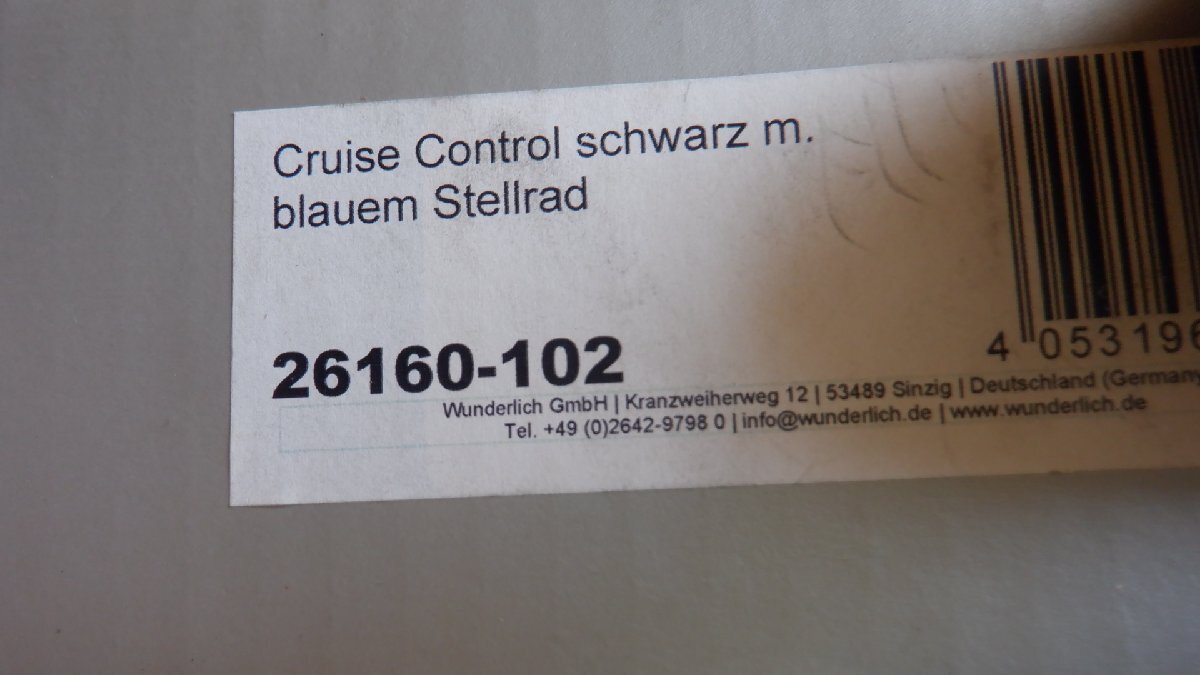 Cruise Control schwarz m.
blauem Stellrad
26160-102
4 053196
Wunderlich GmbH | Kranzweiherweg 12 | 53489 Sinzig | Deutschland (Germany
Tel. +49 (0)2642-9798 0 | info@wunderlich.de | www.wunderlich.de